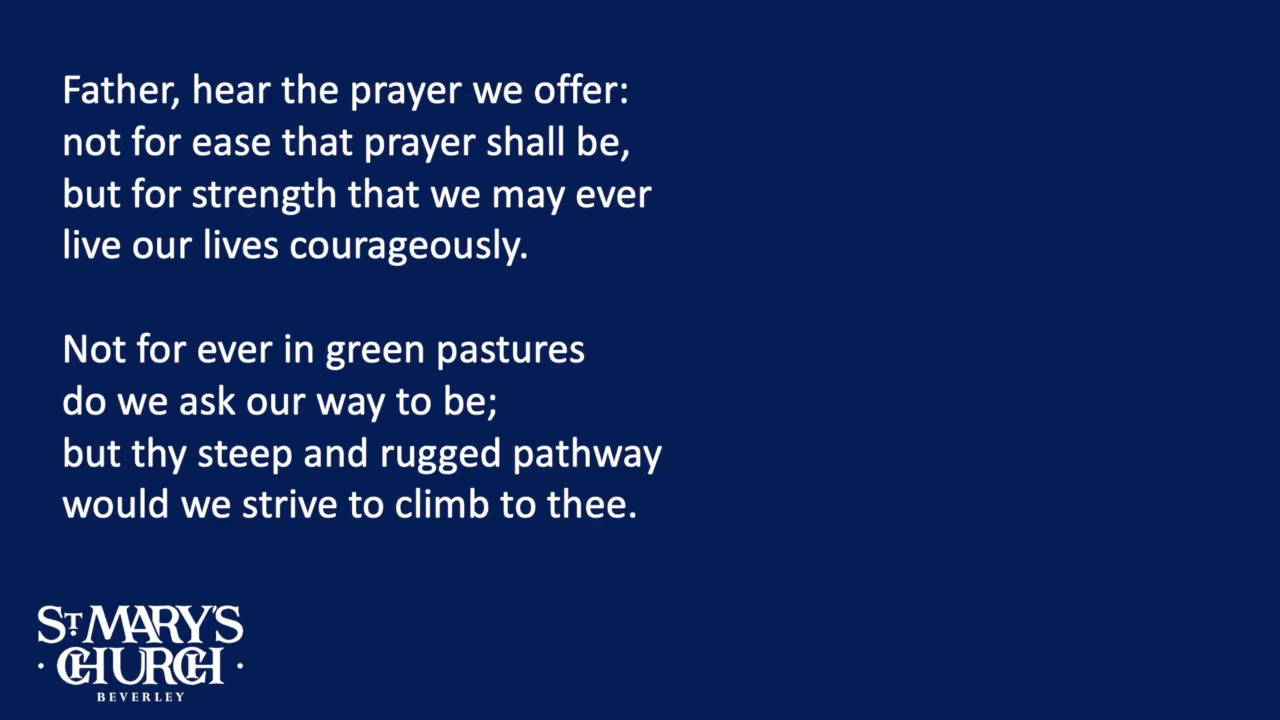 Father, hear the prayer we offer:
not for ease that prayer shall be,
but for strength that we may ever
live our lives courageously.
Not for ever in green pastures
do we ask our way to be;
but thy steep and rugged pathway
would we strive to climb to thee.
ST. MARY'S
· CHURCH ·
BEVERLEY